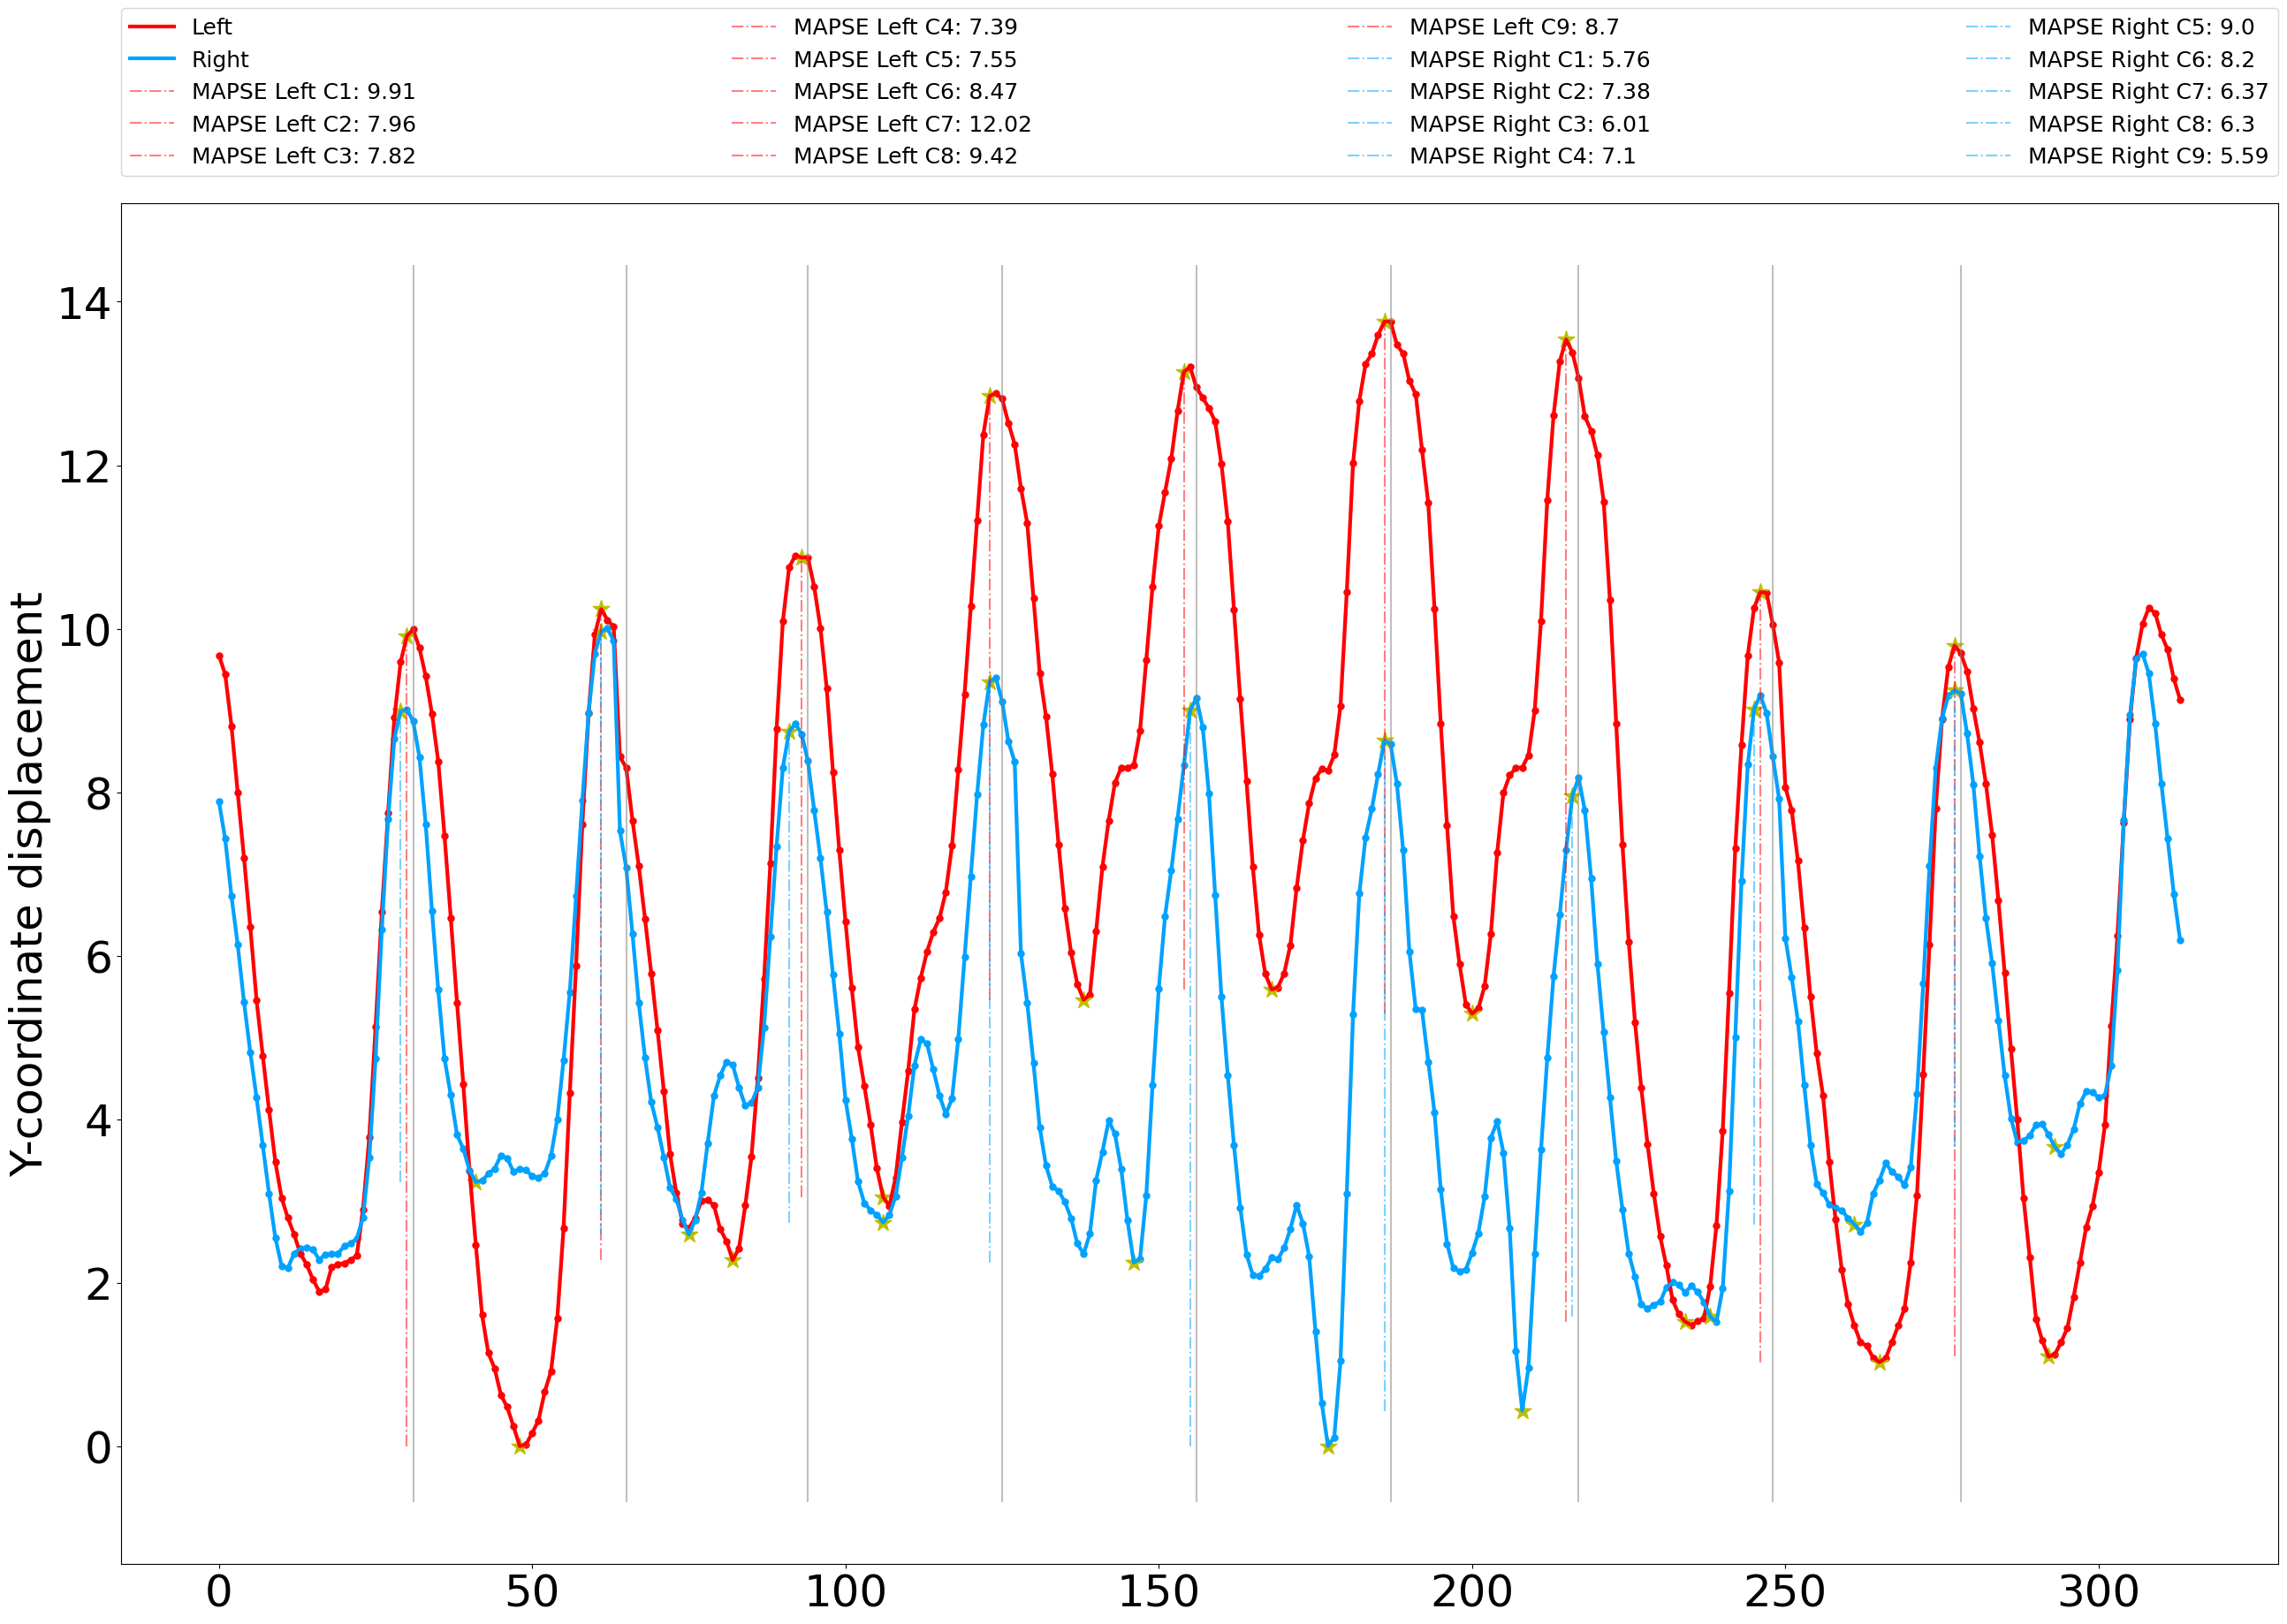 Left
Right
MAPSE Left C1: 9.91
MAPSE Left C2: 7.96
MAPSE Left C3: 7.82
MAPSE Left C4: 7.39
MAPSE Left C5: 7.55
MAPSE Left C6: 8.47
MAPSE Left C7: 12.02
MAPSE Left C8: 9.42
MAPSE Left C9: 8.7
MAPSE Right C1: 5.76
MAPSE Right C2: 7.38
MAPSE Right C3: 6.01
MAPSE Right C4: 7.1
MAPSE Right C5: 9.0
MAPSE Right C6: 8.2
MAPSE Right C7: 6.37
MAPSE Right C8: 6.3
MAPSE Right C9: 5.59
Y-coordinate displacement
14
12
10
8
6
4
2
0
0 50 100 150 200 250 300